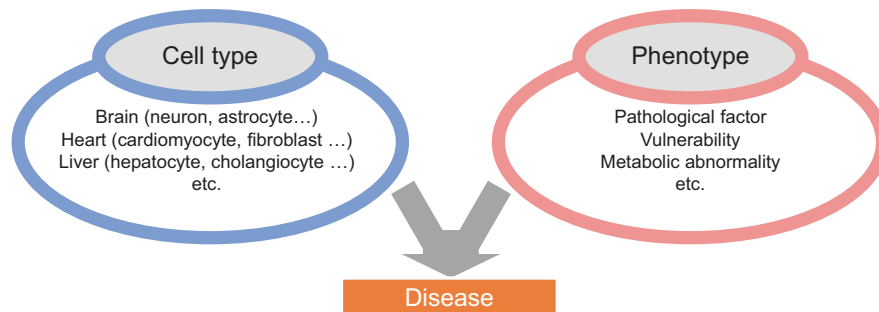 Cell type
Brain (neuron, astrocyte…)
Heart (cardiomyocyte, fibroblast …)
Liver (hepatocyte, cholangiocyte …)
etc.
Phenotype
Pathological factor
Vulnerability
Metabolic abnormality
etc.
Disease